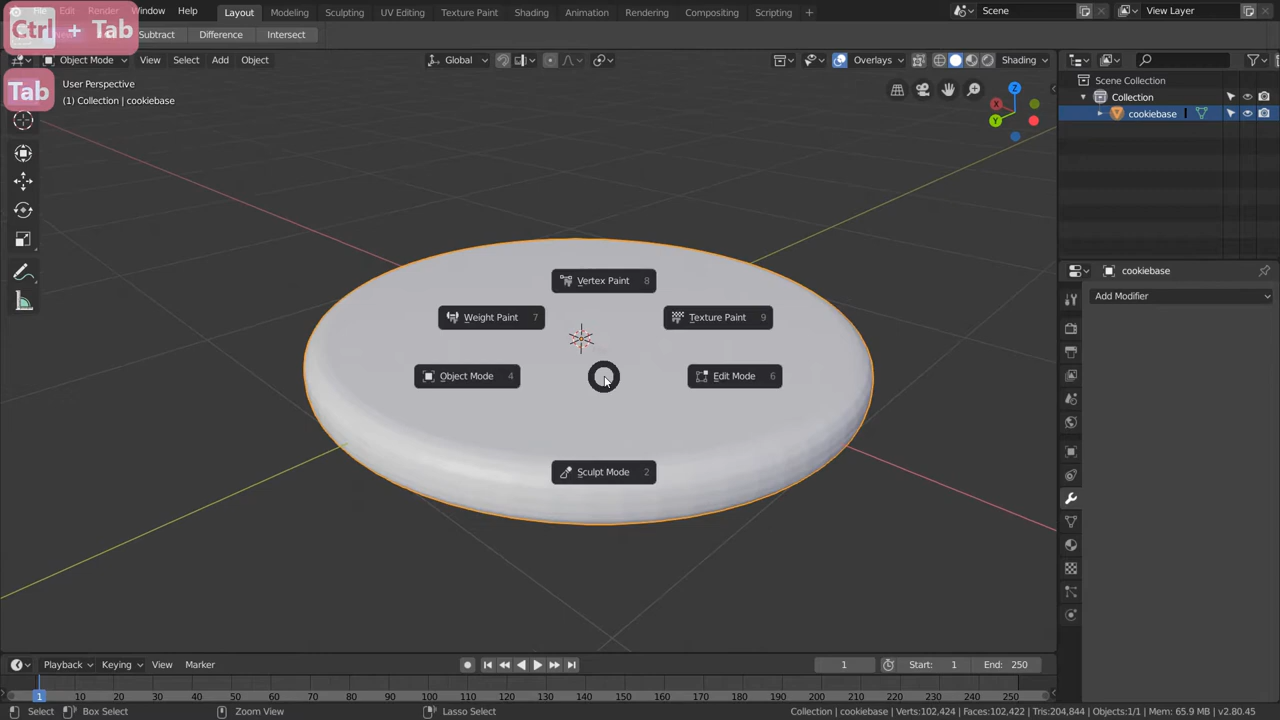 File Edit Render Window Help
Layout Modeling Sculpting UV Editing Texture Paint Shading Animation Rendering Compositing Scripting +
Scene
View Layer
Ctrl + Tab
Subtract Difference Intersect
Object Mode View Select Add Object
Global
Overlays
Shading
Tab
User Perspective
(1) Collection | cookiebase
Z
X
Y
Scene Collection
Collection
cookiebase
Vertex Paint 8
Weight Paint 7
Texture Paint 9
Object Mode 4
Edit Mode 6
Sculpt Mode 2
cookiebase
Add Modifier
Playback Keying View Marker
1
Start: 1
End: 250
1 10 20 30 40 50 60 70 80 90 100 110 120 130 140 150 160 170 180 190 200 210 220 230 240 250
Select Box Select Zoom View Lasso Select
Collection | cookiebase | Verts:102,424 | Faces:102,422 | Tris:204,844 | Objects:1/1 | Mem: 65.9 MB | v2.80.45